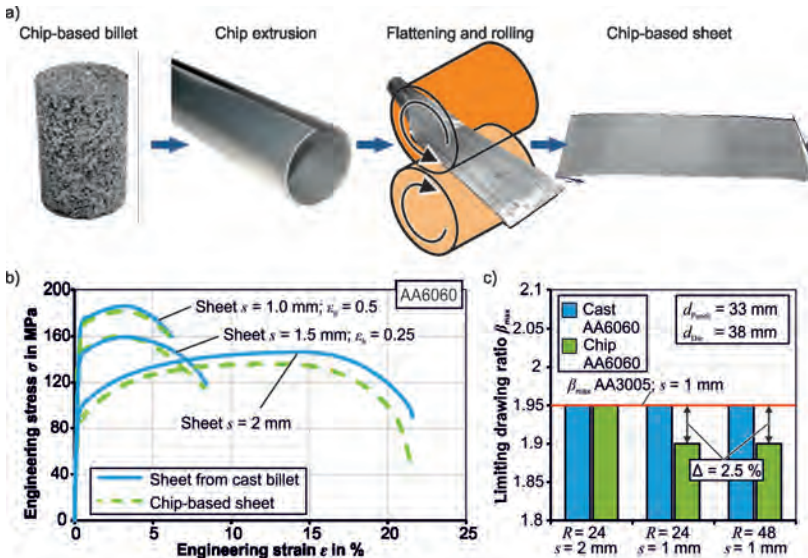 a)
Chip-based billet
Chip extrusion
Flattening and rolling
Chip-based sheet
b)
200
160
120
80
40
0
Engineering stress σ in MPa
AA6060
Sheet s = 1.0 mm; εφ = 0.5
Sheet s = 1.5 mm; εφ = 0.25
Sheet s = 2 mm
Sheet from cast billet
Chip-based sheet
0
5
10
15
20
25
Engineering strain ε in %
c)
2.1
2.05
2
1.95
1.9
1.85
1.8
Limiting drawing ratio βmax
Cast
AA6060
Chip
AA6060
dPunch = 33 mm
dDie = 38 mm
βmax AA3005; s = 1 mm
Δ = 2.5 %
R = 24
s = 2 mm
R = 24
s = 1 mm
R = 48
s = 1 mm